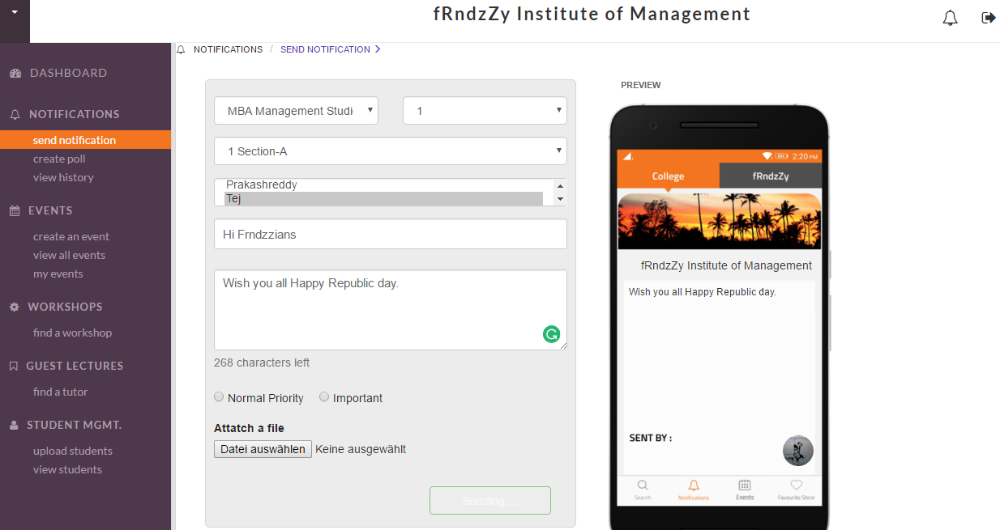 fRndzZy Institute of Management
NOTIFICATIONS / SEND NOTIFICATION
DASHBOARD
NOTIFICATIONS
send notification
create poll
view history
EVENTS
create an event
view all events
my events
WORKSHOPS
find a workshop
GUEST LECTURES
find a tutor
STUDENT MGMT.
upload students
view students
MBA Management Studi
1
1 Section-A
Prakashreddy
Tej
Hi Frndzzians
Wish you all Happy Republic day.
268 characters left
Normal Priority Important
Attatch a file
Datei auswählen Keine ausgewählt
Sending....
PREVIEW
2:20 PM
College fRndzZy
fRndzZy Institute of Management
Wish you all Happy Republic day.
SENT BY :
Search Notifications Events Favourite Store